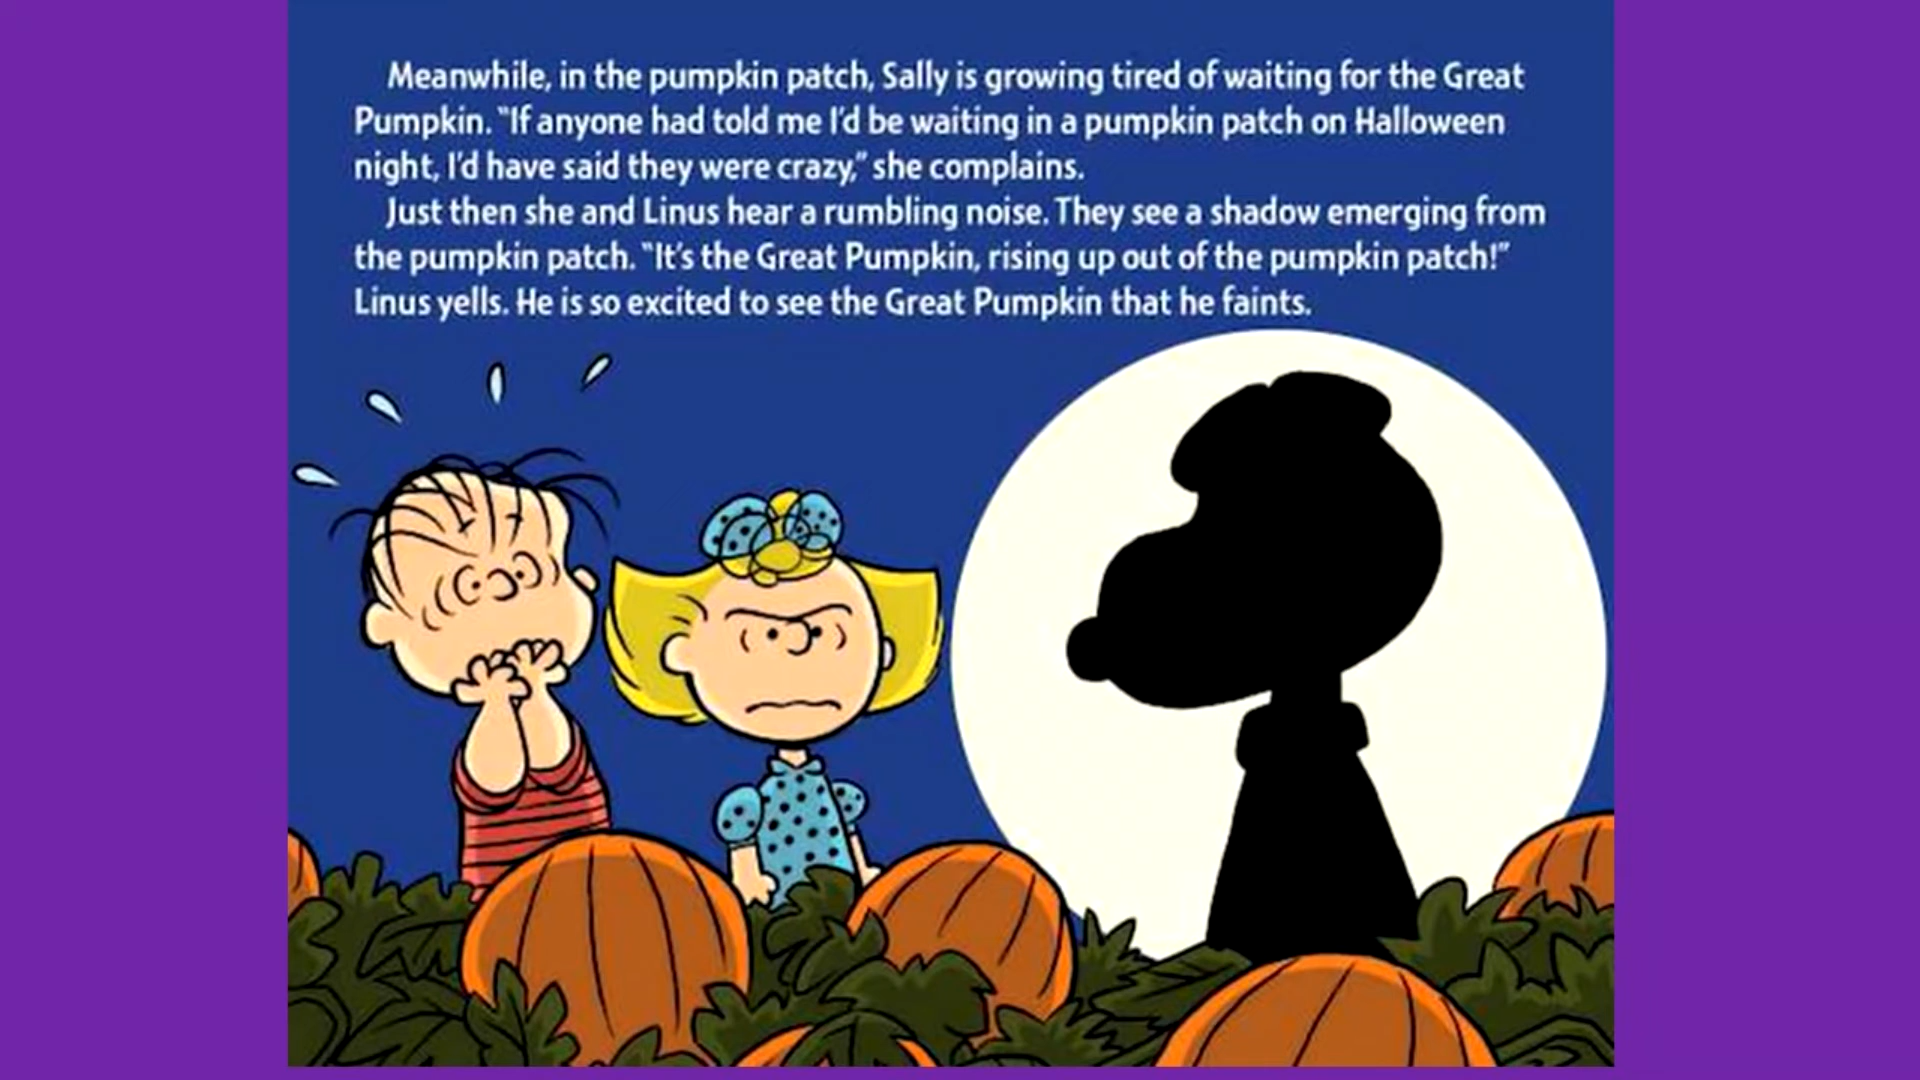 Meanwhile, in the pumpkin patch, Sally is growing tired of waiting for the Great
Pumpkin. “If anyone had told me I’d be waiting in a pumpkin patch on Halloween
night, I’d have said they were crazy,” she complains.
Just then she and Linus hear a rumbling noise. They see a shadow emerging from
the pumpkin patch. “It’s the Great Pumpkin, rising up out of the pumpkin patch!”
Linus yells. He is so excited to see the Great Pumpkin that he faints.